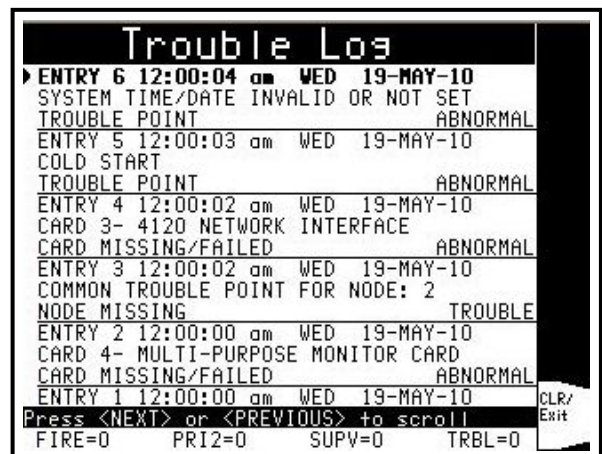 Trouble Log
ENTRY 6 12:00:04 am WED 19-MAY-10
SYSTEM TIME/DATE INVALID OR NOT SET
TROUBLE POINT ABNORMAL
ENTRY 5 12:00:03 am WED 19-MAY-10
COLD START
TROUBLE POINT ABNORMAL
ENTRY 4 12:00:02 am WED 19-MAY-10
CARD 3- 4120 NETWORK INTERFACE
CARD MISSING/FAILED ABNORMAL
ENTRY 3 12:00:02 am WED 19-MAY-10
COMMON TROUBLE POINT FOR NODE: 2
NODE MISSING TROUBLE
ENTRY 2 12:00:00 am WED 19-MAY-10
CARD 4- MULTI-PURPOSE MONITOR CARD
CARD MISSING/FAILED ABNORMAL
ENTRY 1 12:00:00 am WED 19-MAY-10
Press <NEXT> or <PREVIOUS> to scroll
CLR/
Exit
FIRE=0 PRI2=0 SUPV=0 TRBL=0